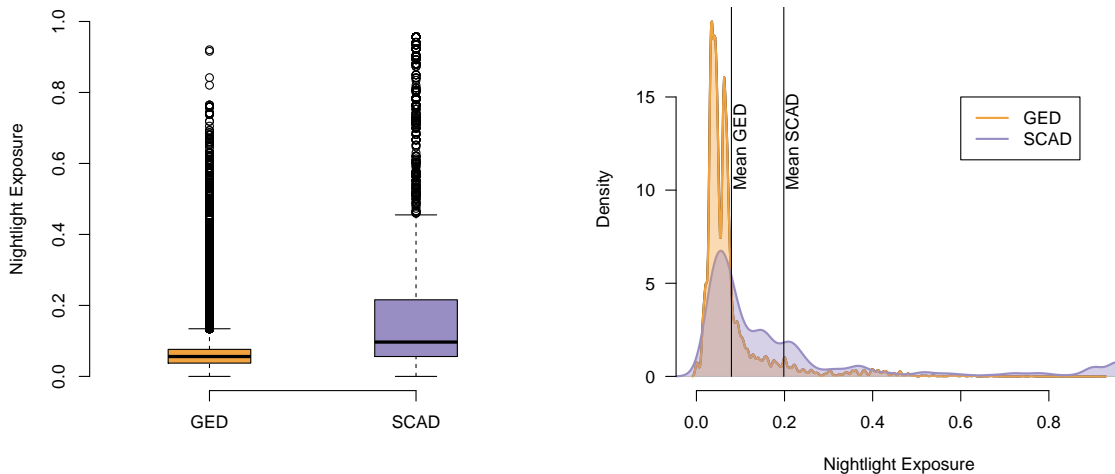 Nightlight Exposure
1.0
0.8
0.6
0.4
0.2
0.0
GED
SCAD
Density
15
10
5
0
Mean GED
Mean SCAD
GED
SCAD
0.0
0.2
0.4
0.6
0.8
Nightlight Exposure